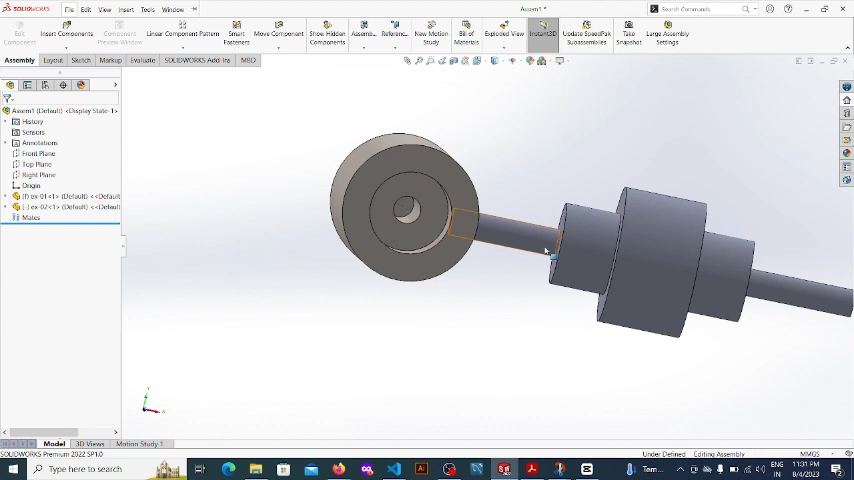 SOLIDWORKS File Edit View Insert Tools Window Assem1 * Search Commands
Edit Component Insert Components Component Preview Window Linear Component Pattern Smart Fasteners Move Component Show Hidden Components Assemb... Referenc... New Motion Study Bill of Materials Exploded View Instant3D Update SpeedPak Subassemblies Take Snapshot Large Assembly Settings
Assembly Layout Sketch Markup Evaluate SOLIDWORKS Add-Ins MBD
Assem1 (Default) <Display State-1>
History
Sensors
Annotations
Front Plane
Top Plane
Right Plane
Origin
(f) ex-01<1> (Default) <<Default
(-) ex-02<1> (Default) <<Default
Mates
Y
X
Model 3D Views Motion Study 1
SOLIDWORKS Premium 2022 SP1.0 Under Defined Editing Assembly MMGS
Type here to search Tem... ENG IN 11:31 PM 8/4/2023